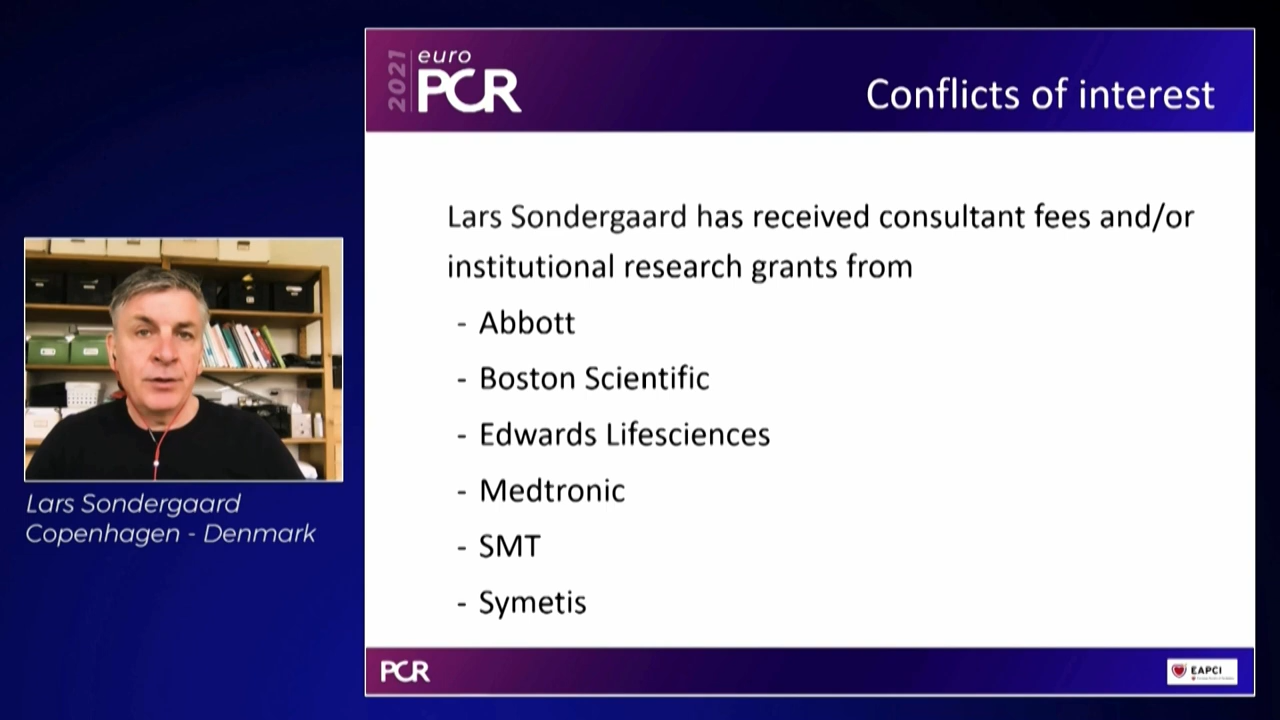 2021
euro
PCR
Conflicts of interest
Lars Sondergaard has received consultant fees and/or
institutional research grants from
- Abbott
- Boston Scientific
- Edwards Lifesciences
- Medtronic
- SMT
- Symetis
Lars Sondergaard
Copenhagen - Denmark
PCR
EAPCI